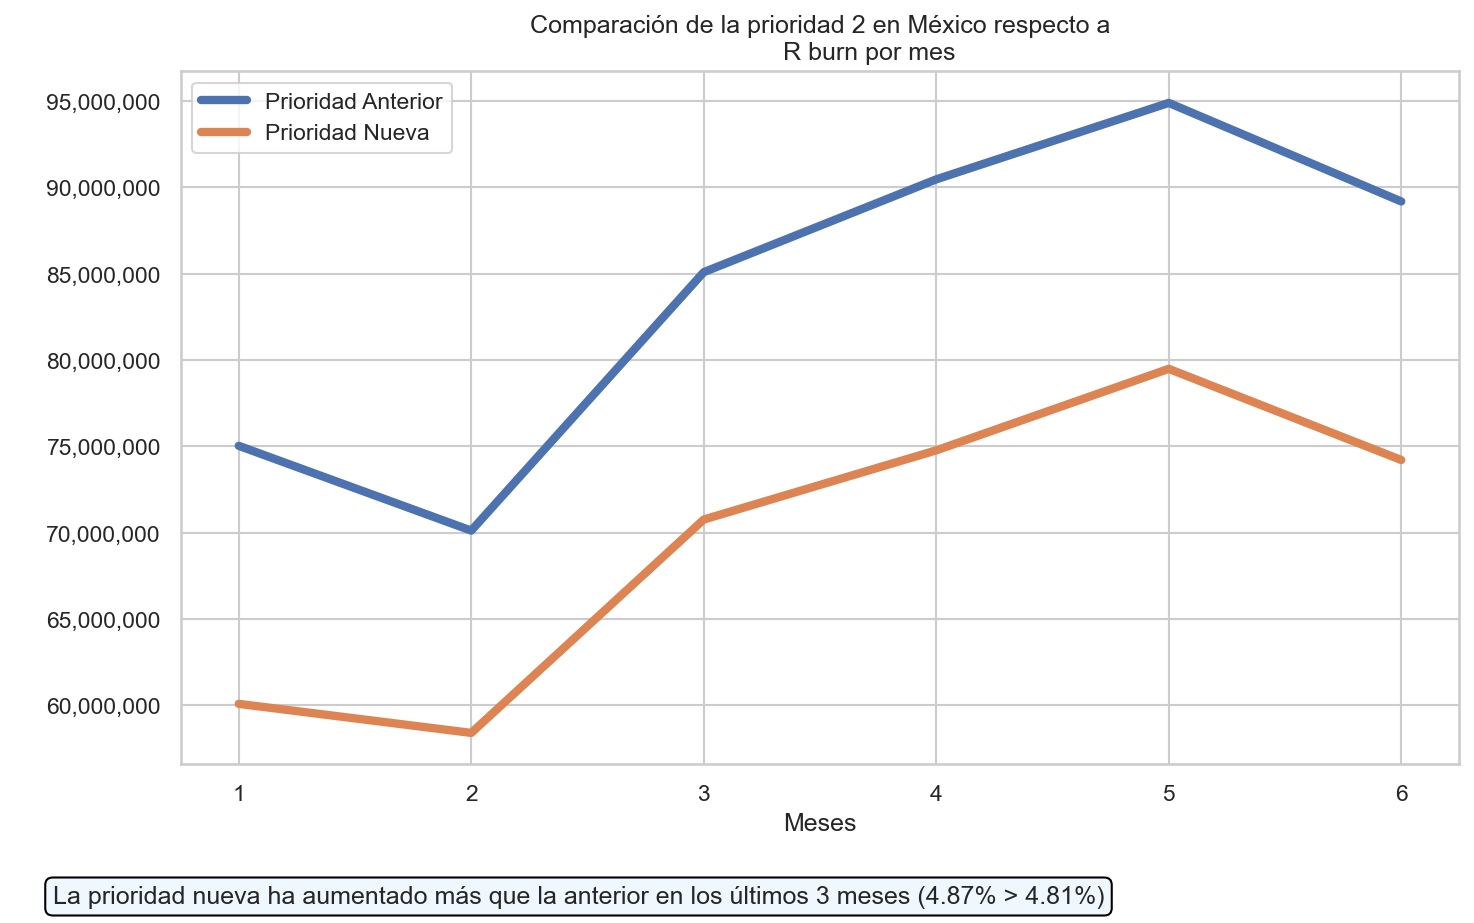 Comparación de la prioridad 2 en México respecto a
R burn por mes
Prioridad Anterior
Prioridad Nueva
95,000,000
90,000,000
85,000,000
80,000,000
75,000,000
70,000,000
65,000,000
60,000,000
1 2 3 4 5 6
Meses
La prioridad nueva ha aumentado más que la anterior en los últimos 3 meses (4.87% > 4.81%)